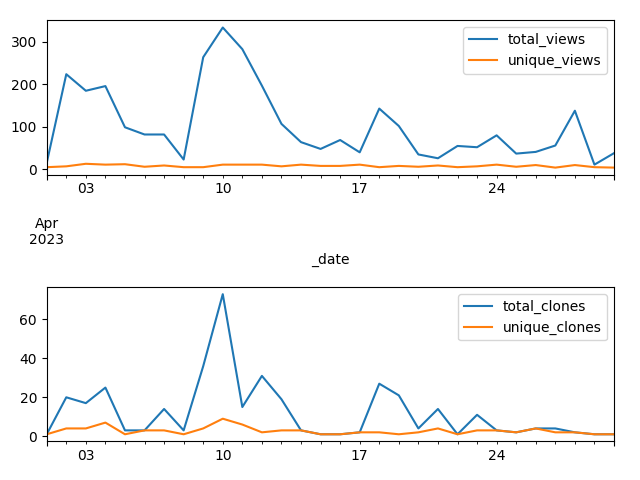 300
total_views
unique_views
200
100
0
03
10
17
24
Apr
2023
_date
total_clones
unique_clones
60
40
20
0
03
10
17
24